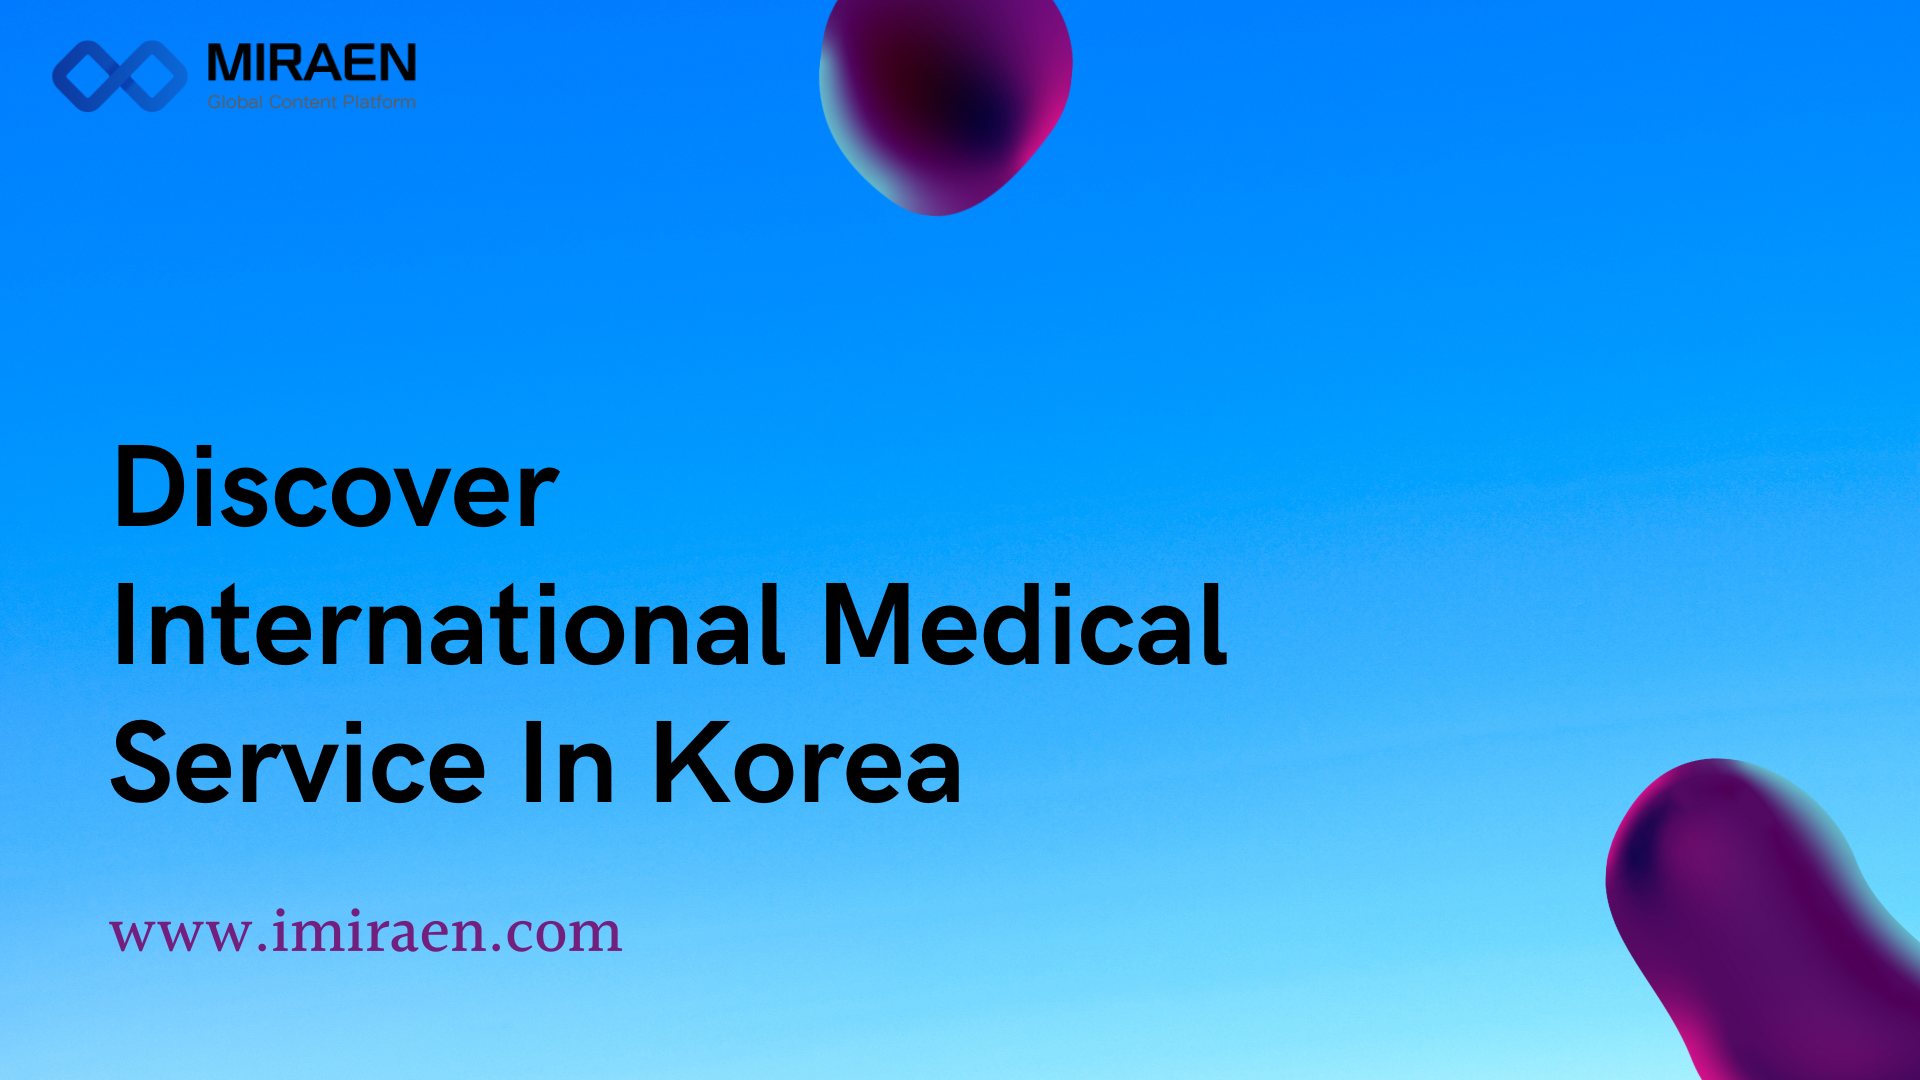 MIRAEN
Global Content Platform
Discover
International Medical
Service In Korea
www.imiraen.com